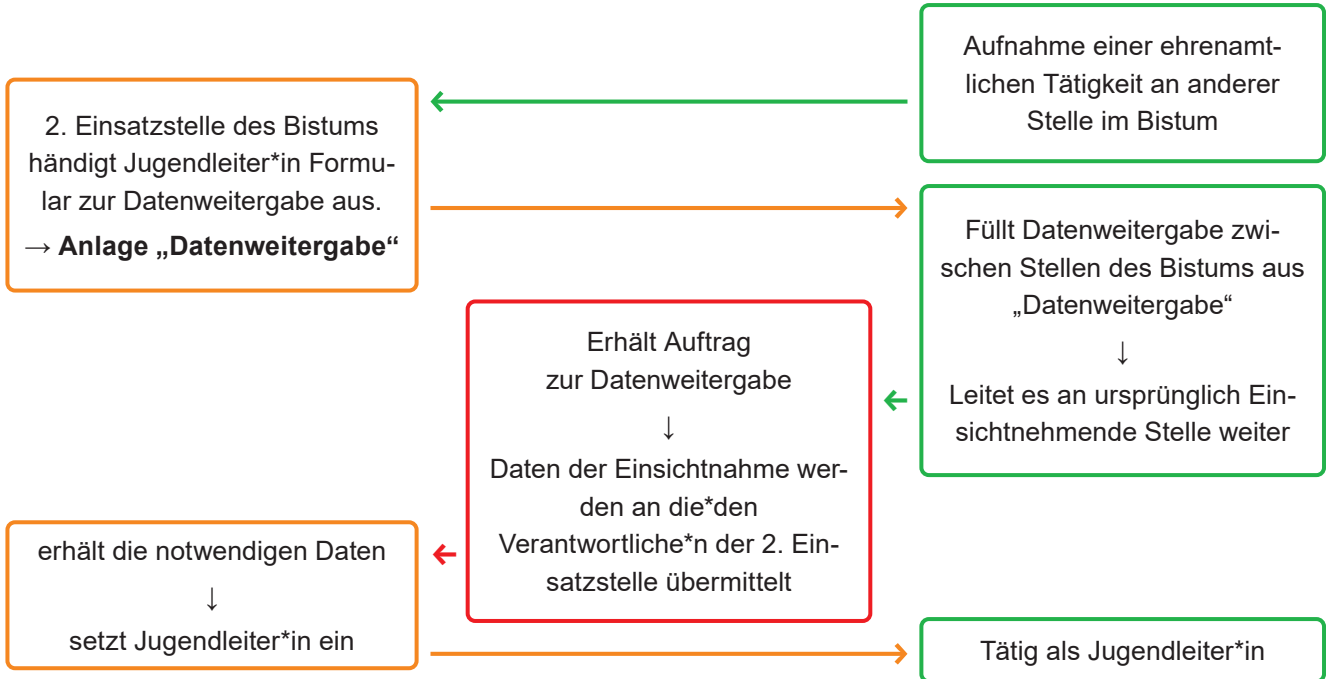 Aufnahme einer ehrenamt-
lichen Tätigkeit an anderer
Stelle im Bistum
2. Einsatzstelle des Bistums
händigt Jugendleiter*in Formu-
lar zur Datenweitergabe aus.
→ Anlage „Datenweitergabe“
Füllt Datenweitergabe zwi-
schen Stellen des Bistums aus
„Datenweitergabe“
↓
Leitet es an ursprünglich Ein-
sichtnehmende Stelle weiter
Erhält Auftrag
zur Datenweitergabe
↓
Daten der Einsichtnahme wer-
den an die*den
Verantwortliche*n der 2. Ein-
satzstelle übermittelt
erhält die notwendigen Daten
↓
setzt Jugendleiter*in ein
Tätig als Jugendleiter*in